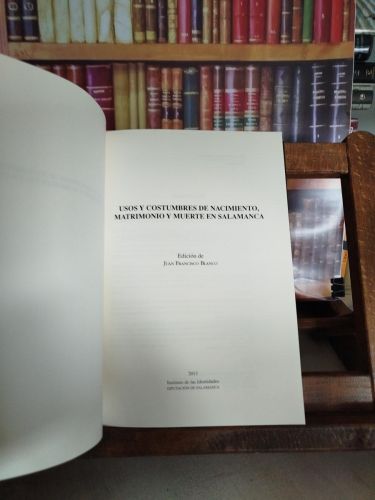 USOS Y COSTUMBRES DE NACIMIENTO,
MATRIMONIO Y MUERTE EN SALAMANCA
Edición de
JUAN FRANCISCO BLANCO
2015
Instituto de las Identidades
DIPUTACIÓN DE SALAMANCA